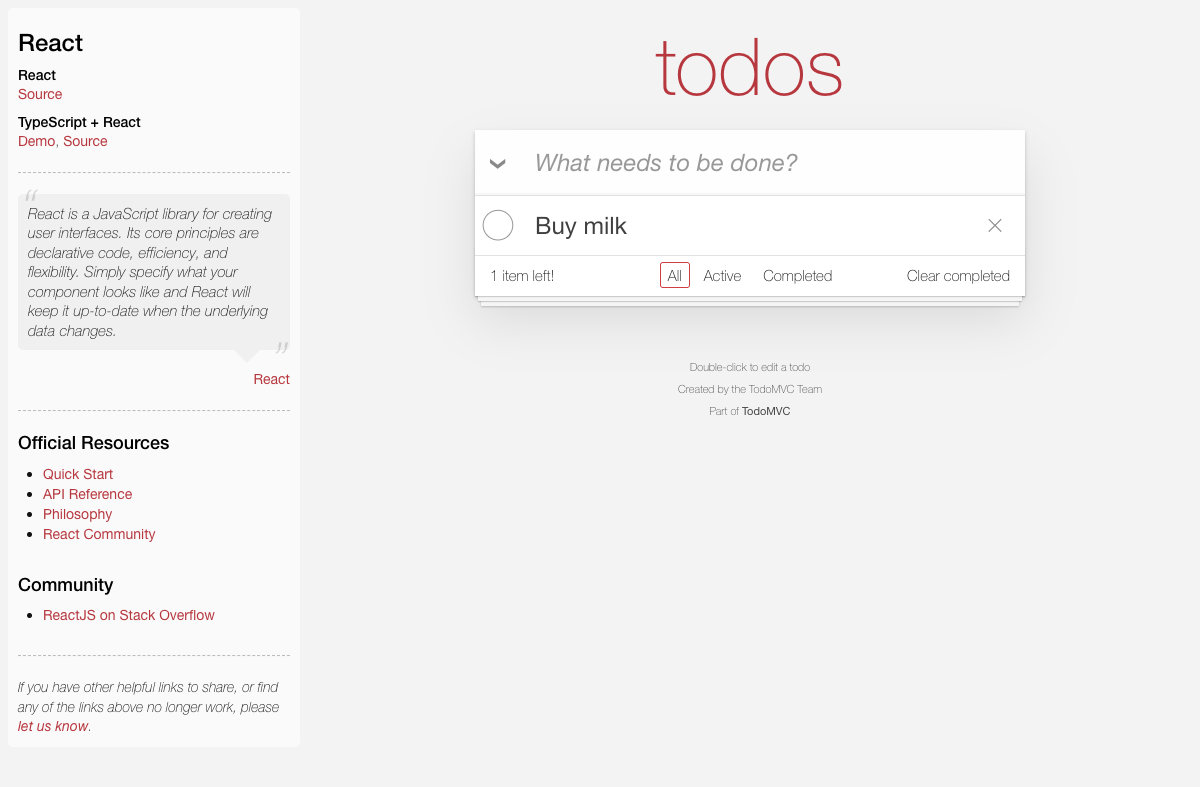 React
React
Source
TypeScript + React
Demo, Source
“
React is a JavaScript library for creating
user interfaces. Its core principles are
declarative code, efficiency, and
flexibility. Simply specify what your
component looks like and React will
keep it up-to-date when the underlying
data changes.
”
React
Official Resources
Quick Start
API Reference
Philosophy
React Community
Community
ReactJS on Stack Overflow
If you have other helpful links to share, or find
any of the links above no longer work, please
let us know.
todos
What needs to be done?
Buy milk
1 item left!
All
Active
Completed
Clear completed
Double-click to edit a todo
Created by the TodoMVC Team
Part of TodoMVC